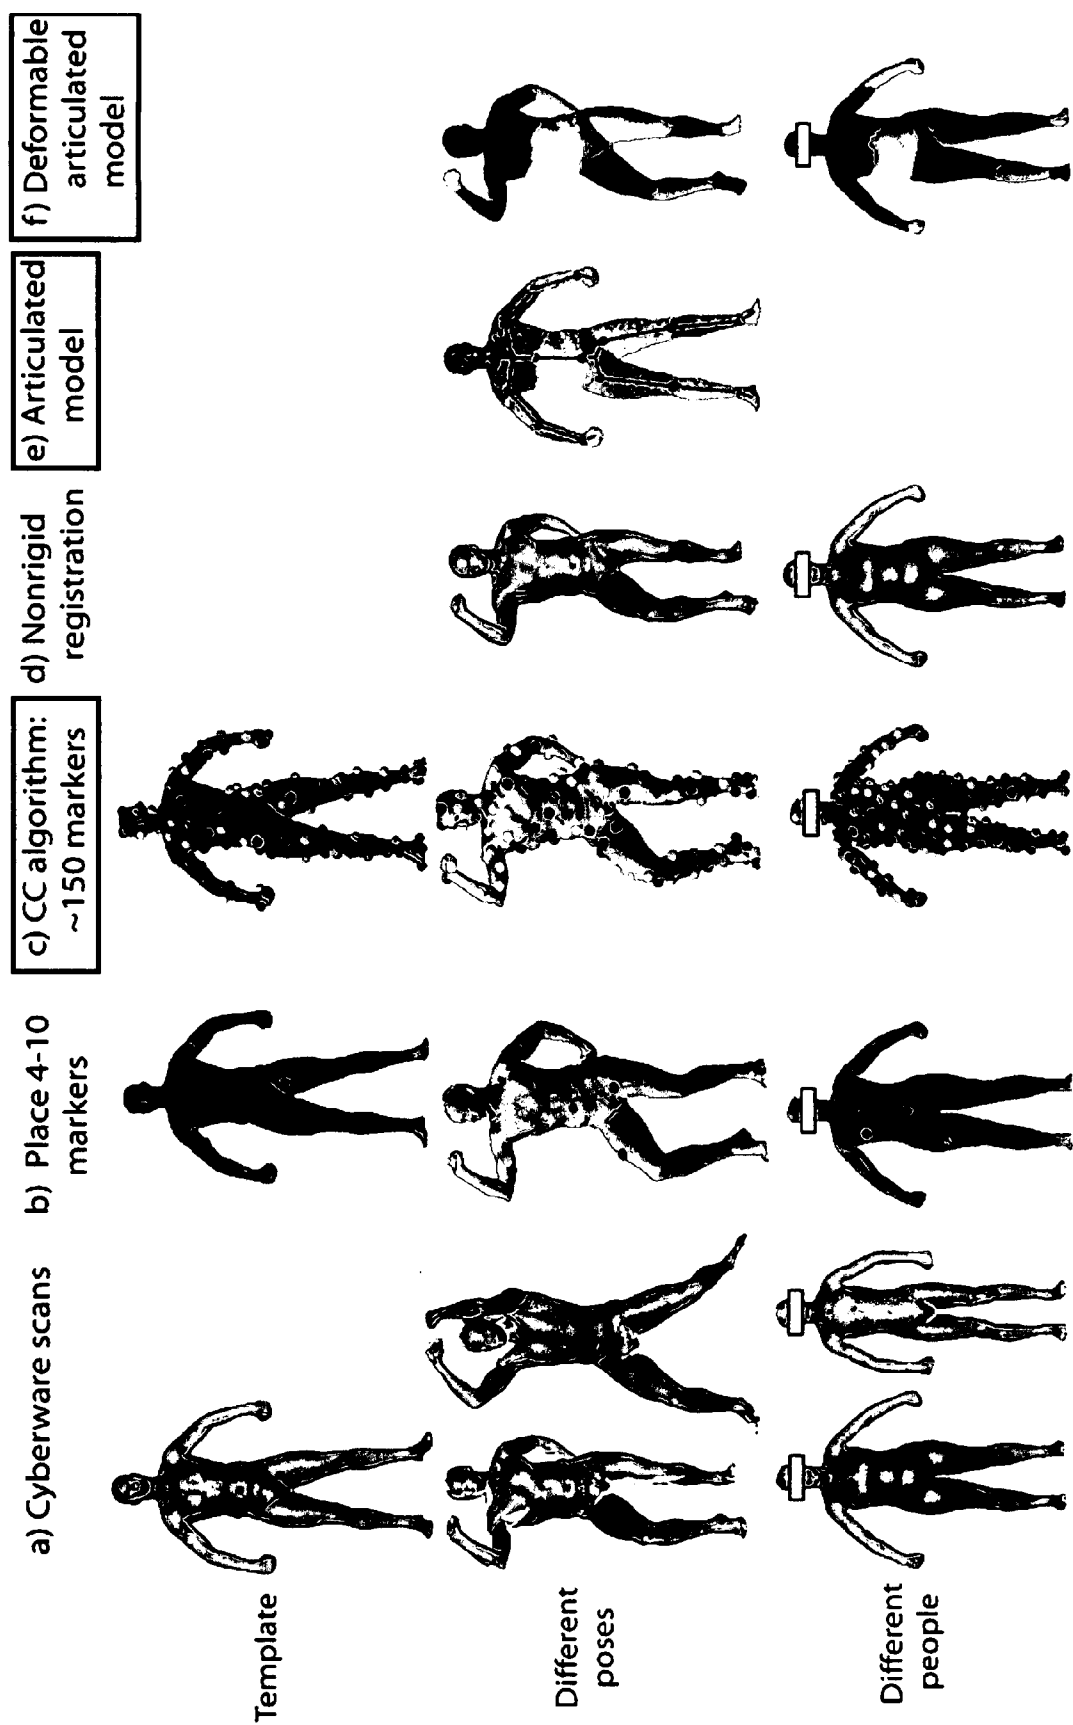 a) Cyberware scans
b) Place 4-10
markers
c) CC algorithm:
~150 markers
d) Nonrigid
registration
e) Articulated
model
f) Deformable
articulated
model
Template
Different
poses
Different
people